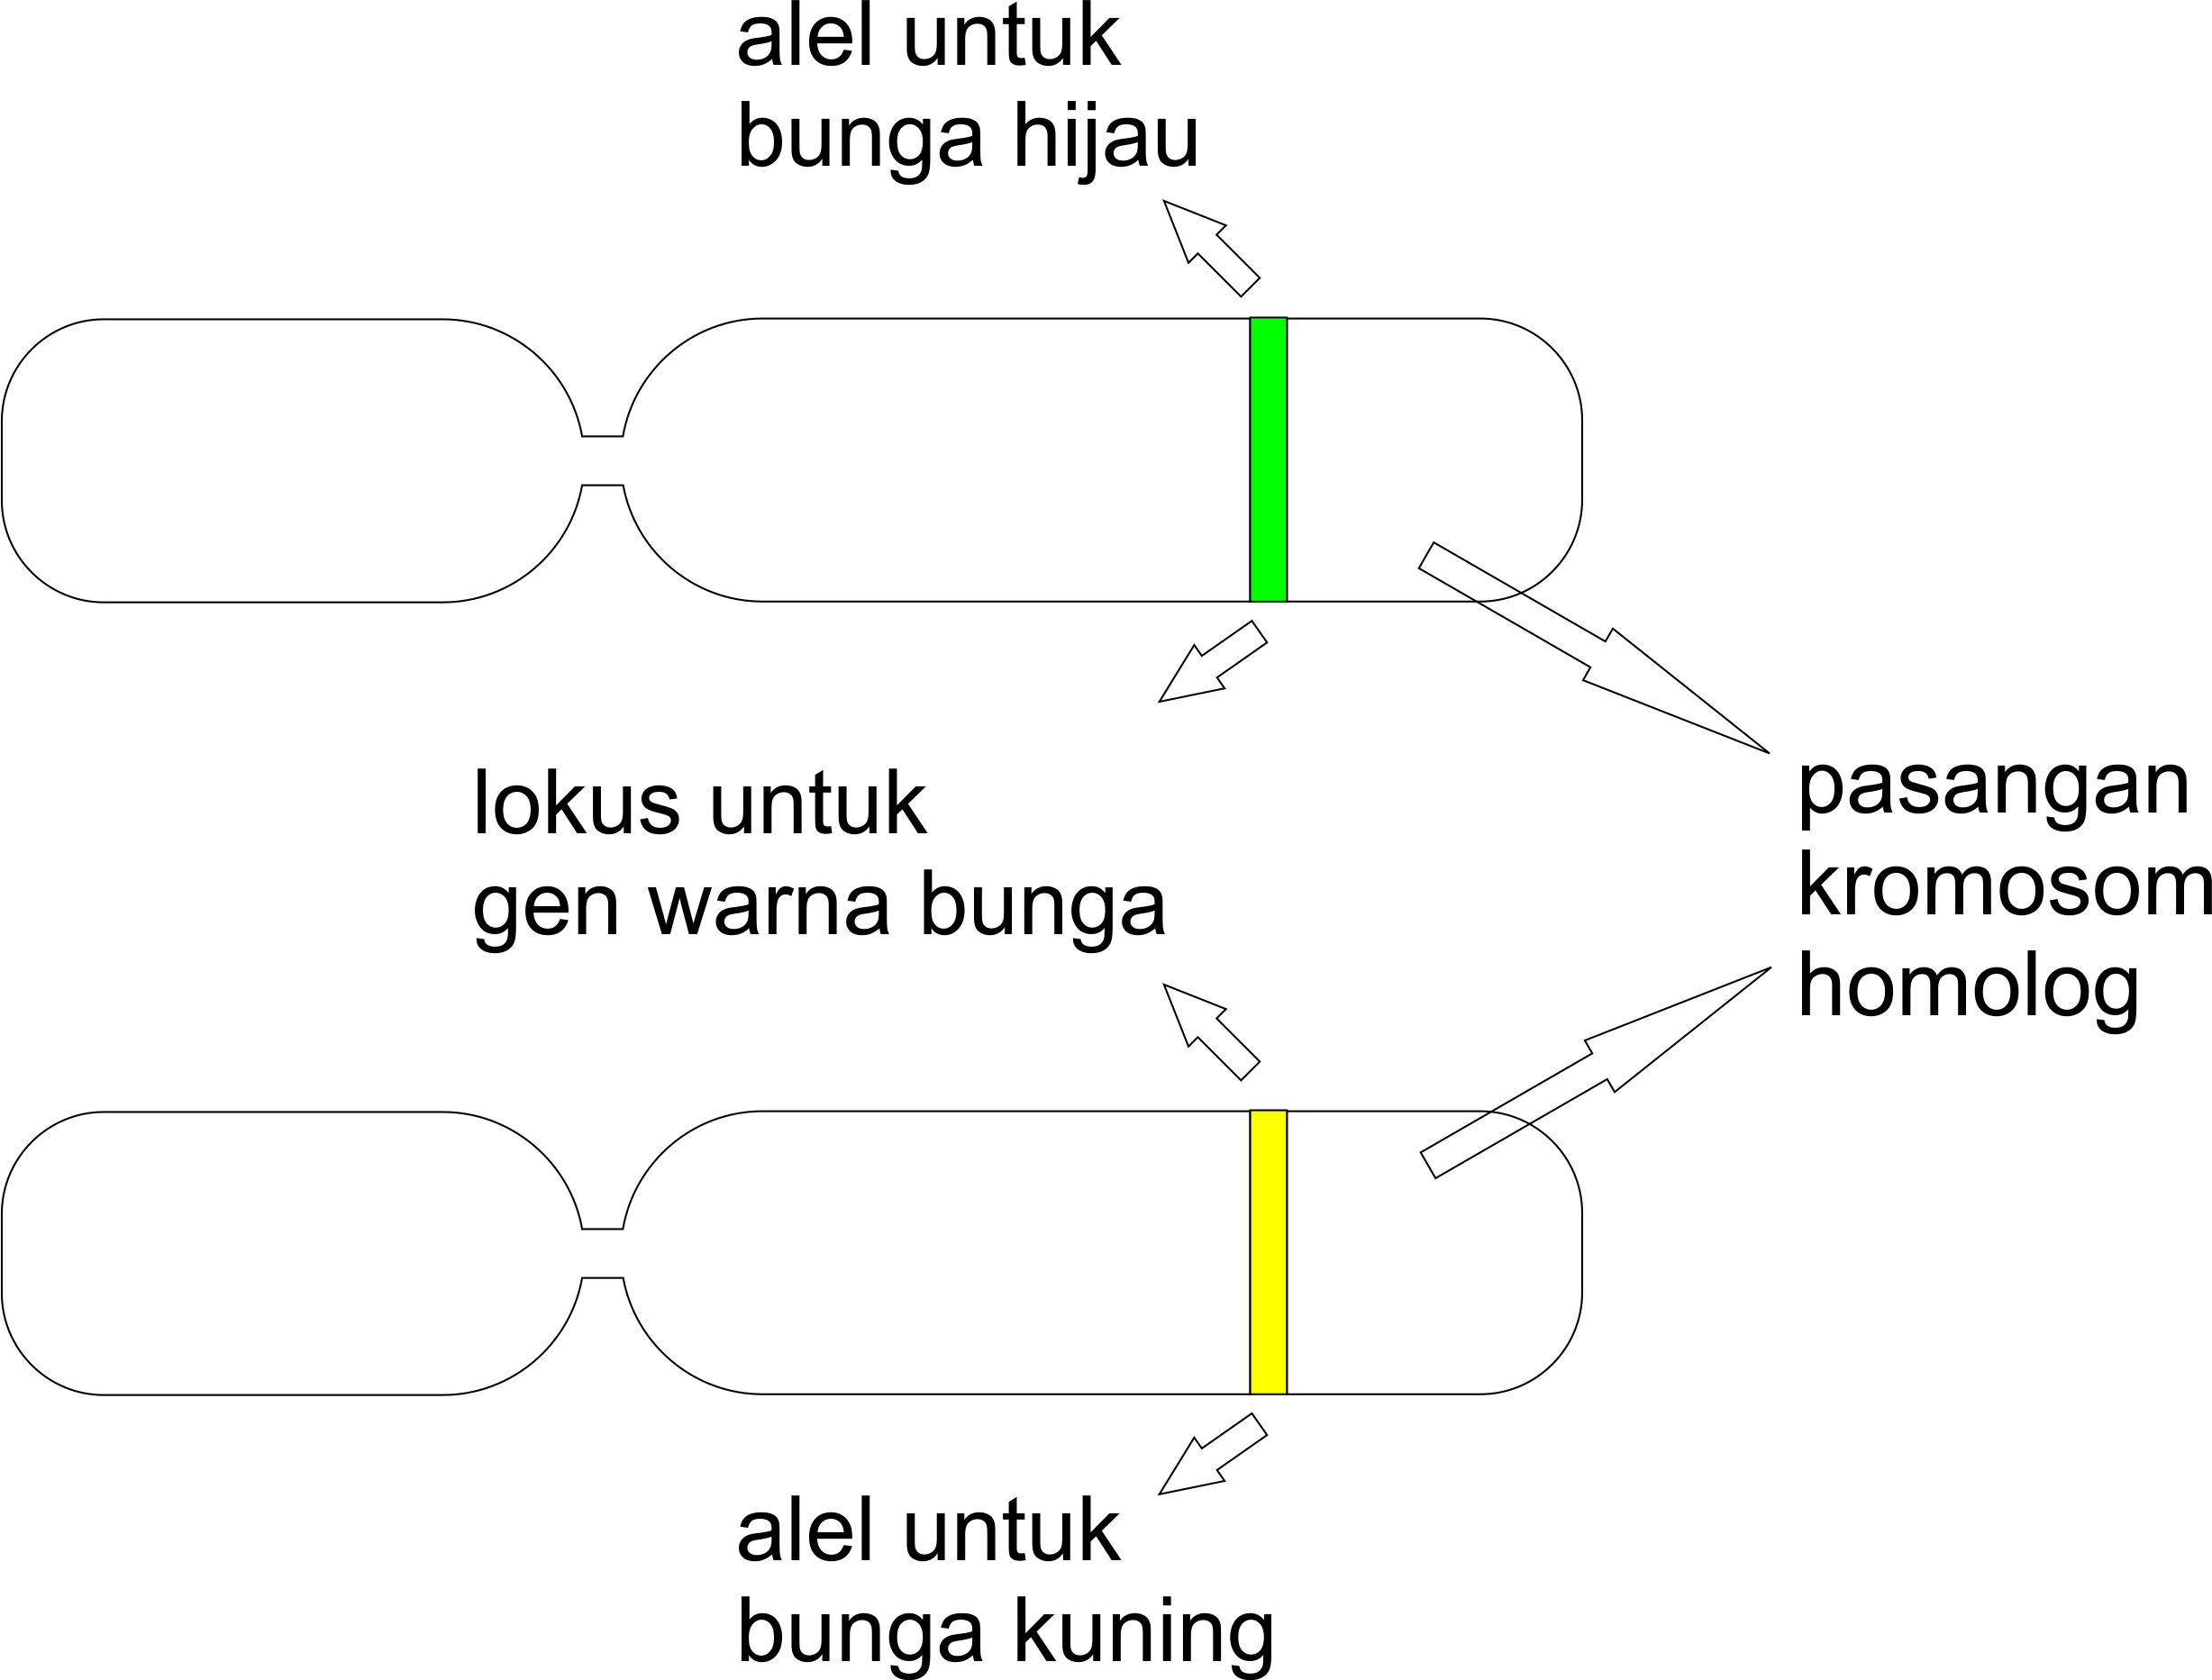 alel untuk
bunga hijau
lokus untuk
gen warna bunga
pasangan
kromosom
homolog
alel untuk
bunga kuning